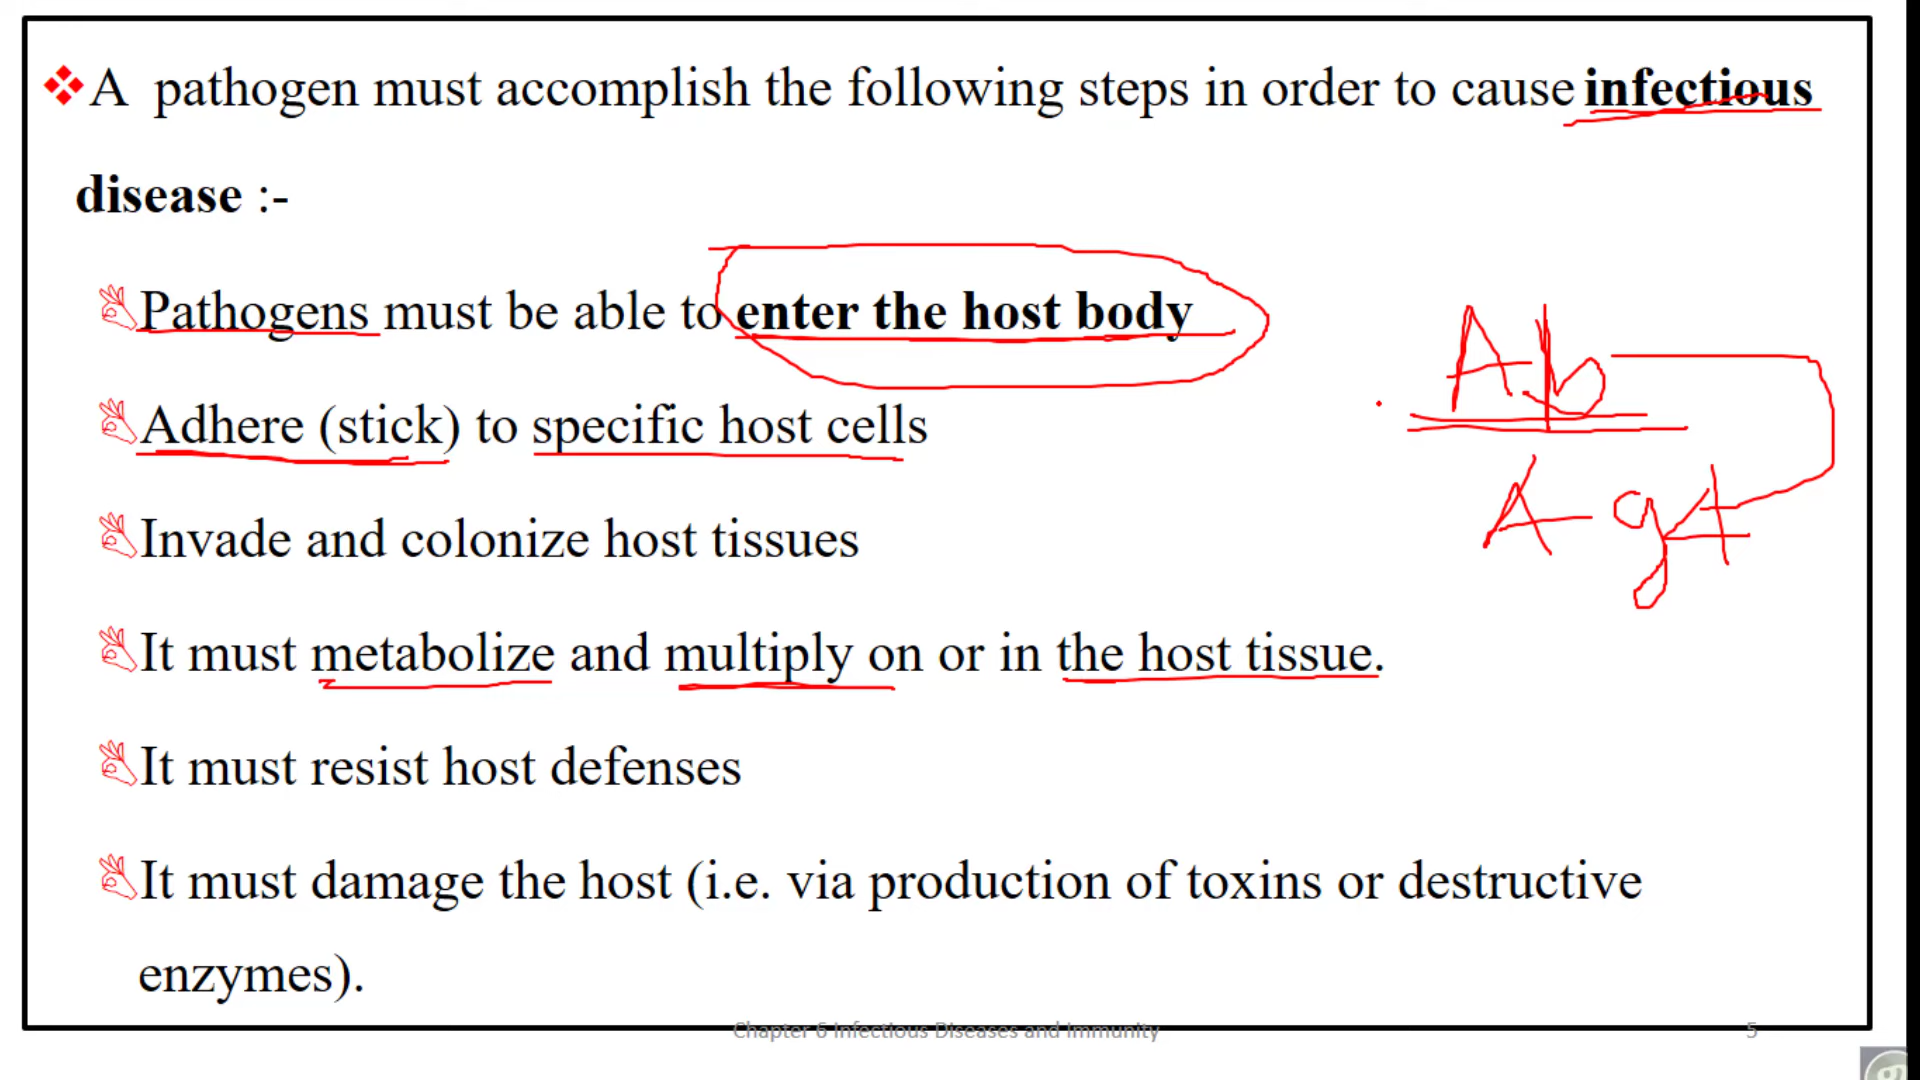 A pathogen must accomplish the following steps in order to cause infectious
disease :-
Pathogens must be able to enter the host body
Adhere (stick) to specific host cells
Ab
Invade and colonize host tissues
It must metabolize and multiply on or in the host tissue.
It must resist host defenses
It must damage the host (i.e. via production of toxins or destructive
enzymes).
Chapter 6 Infectious Diseases and Immunity
5